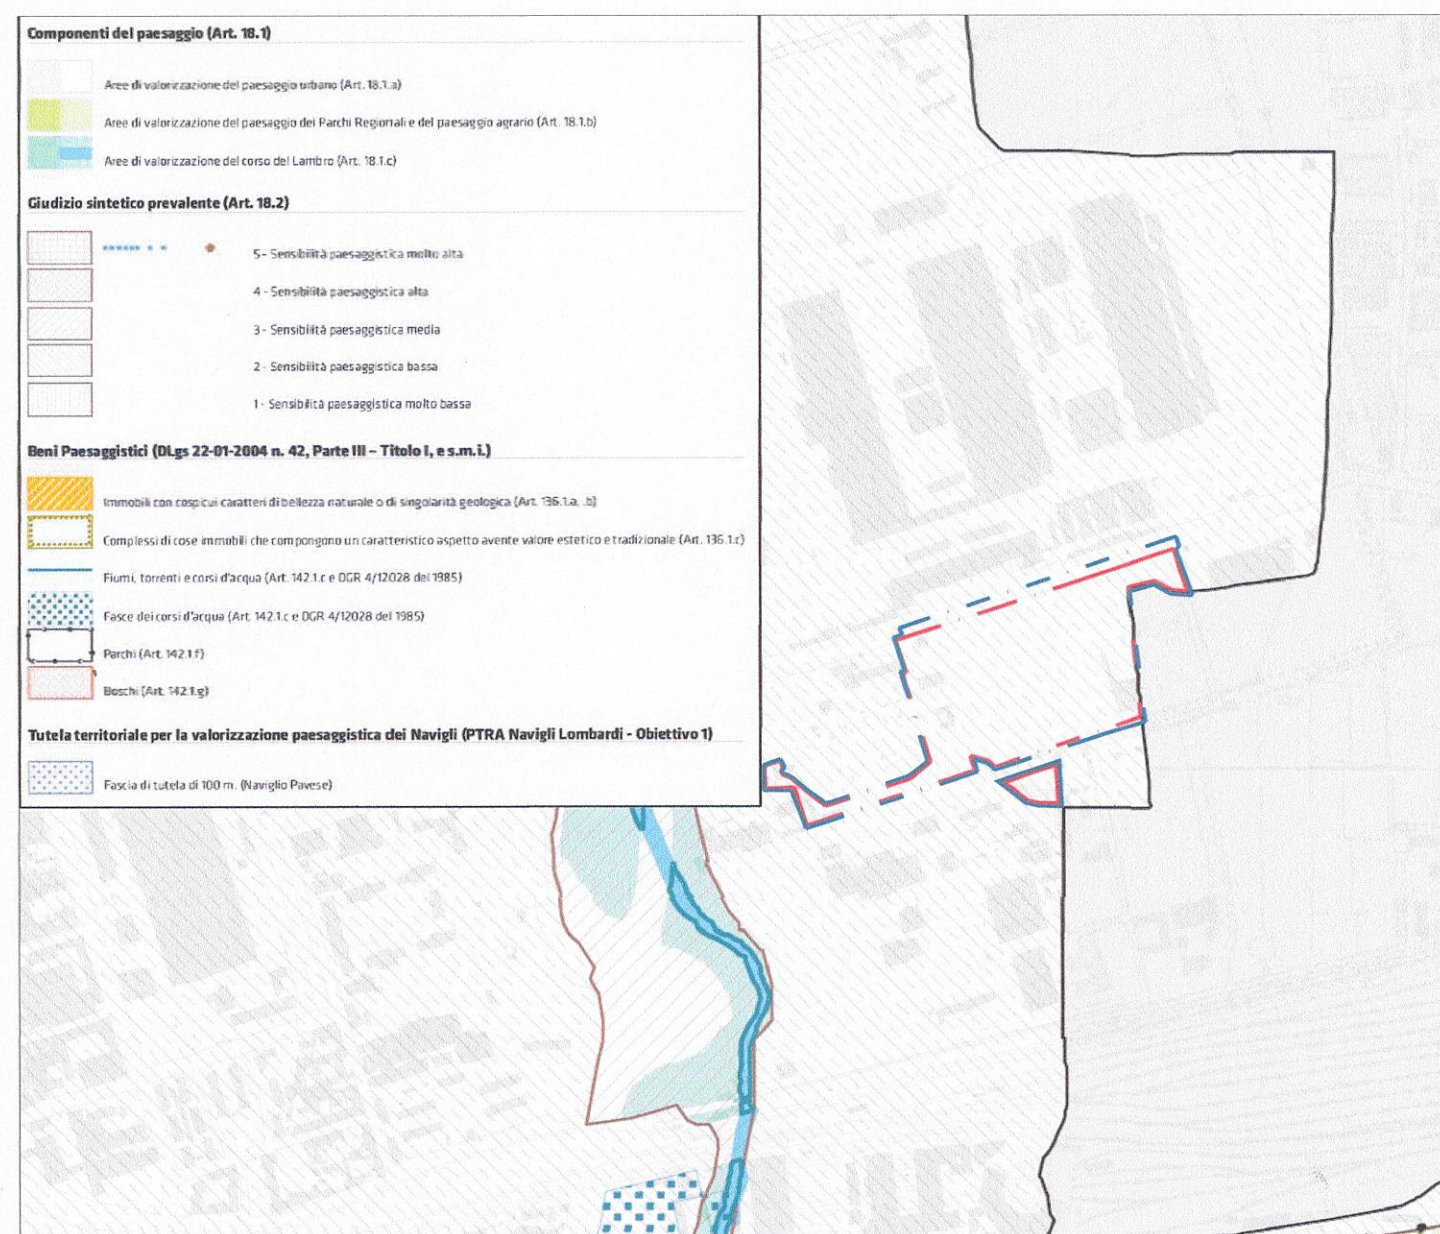 Componenti del paesaggio (Art. 18.1)
Aree di valorizzazione del paesaggio urbano (Art. 18.1.a)
Aree di valorizzazione del paesaggio dei Parchi Regionali e del paesaggio agrario (Art. 18.1.b)
Aree di valorizzazione del corso del Lambro (Art. 18.1.c)
Giudizio sintetico prevalente (Art. 18.2)
5- Sensibilità paesaggistica molto alta
4 - Sensibilità paesaggistica alta
3 - Sensibilità paesaggistica media
2 - Sensibilità paesaggistica bassa
1 - Sensibilità paesaggistica molto bassa
Beni Paesaggistici (DLgs 22-01-2004 n. 42, Parte III – Titolo I, e s.m.i.)
Immobili con cospicui caratteri di bellezza naturale o di singolarità geologica (Art. 136.1.a, .b)
Complessi di cose immobili che compongono un caratteristico aspetto avente valore estetico e tradizionale (Art. 136.1.c)
Fiumi, torrenti e corsi d'acqua (Art. 142.1.c e DGR 4/12028 del 1985)
Fasce dei corsi d'acqua (Art. 142.1.c e DGR 4/12028 del 1985)
Parchi (Art. 142.1.f)
Boschi (Art. 142.1.g)
Tutela territoriale per la valorizzazione paesaggistica dei Navigli (PTRA Navigli Lombardi - Obiettivo 1)
Fascia di tutela di 100 m. (Naviglio Pavese)